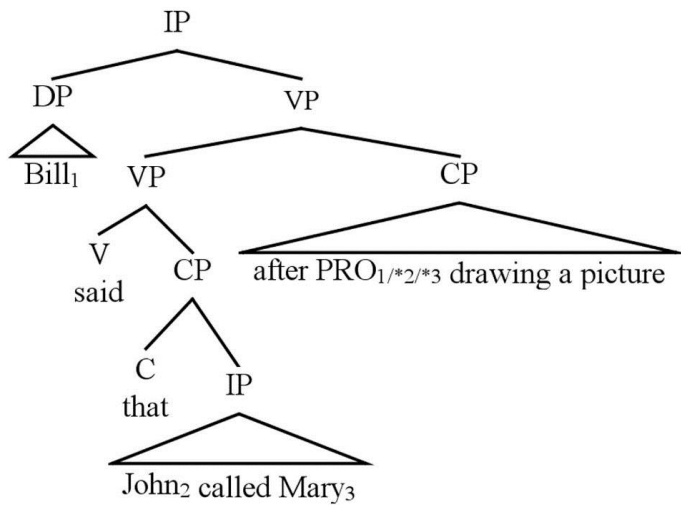 IP
DP VP
Bill₁ VP CP
V CP after PRO₁/*₂/*₃ drawing a picture
said
C IP
that
John₂ called Mary₃